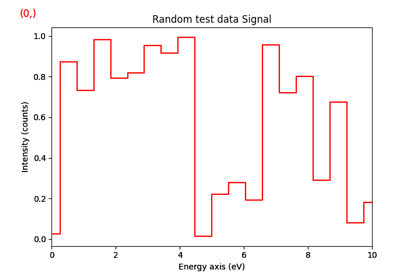 (0,)
Random test data Signal
Intensity (counts)
1.0
0.8
0.6
0.4
0.2
0.0
0 2 4 6 8 10
Energy axis (eV)